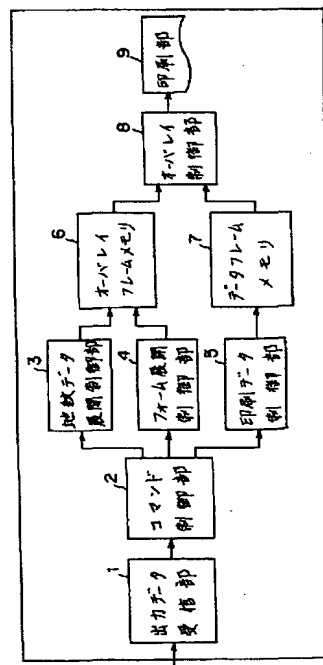 1
出力データ
受信部
2
コマンド
制御部
3
地紋データ
展開制御部
4
フォーム展開
制御部
5
印刷データ
制御部
6
オーバレイ
フレームメモリ
7
データフレーム
メモリ
8
オーバレイ
制御部
9
印刷部